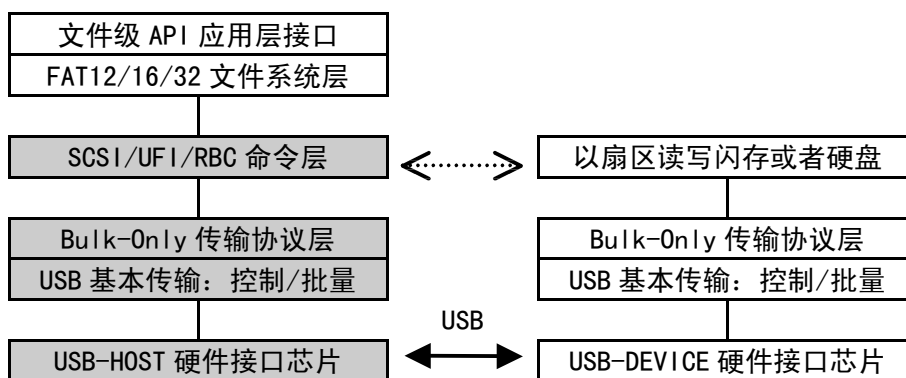 文件级 API 应用层接口
FAT12/16/32 文件系统层
SCSI/UFI/RBC 命令层
以扇区读写闪存或者硬盘
Bulk-Only 传输协议层
Bulk-Only 传输协议层
USB 基本传输：控制/批量
USB 基本传输：控制/批量
USB
USB-HOST 硬件接口芯片
USB-DEVICE 硬件接口芯片